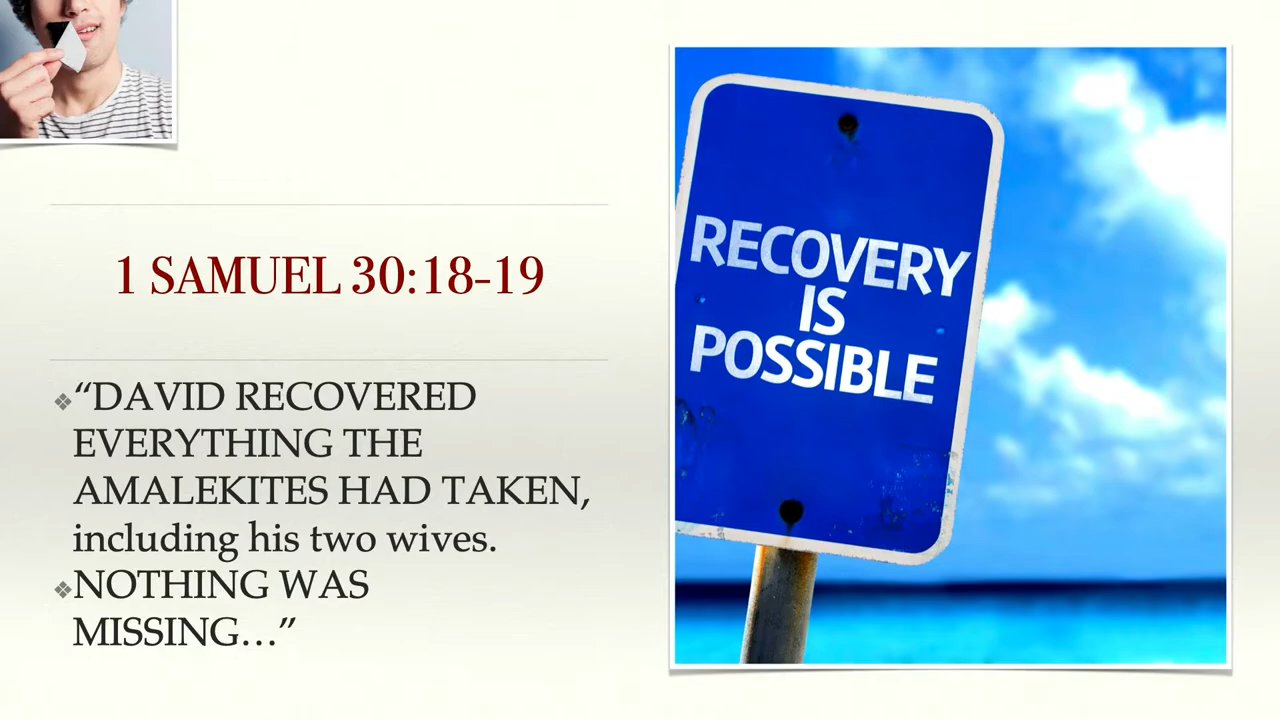 1 SAMUEL 30:18-19
❖“DAVID RECOVERED
EVERYTHING THE
AMALEKITES HAD TAKEN,
including his two wives.
❖NOTHING WAS
MISSING…”
RECOVERY
IS
POSSIBLE